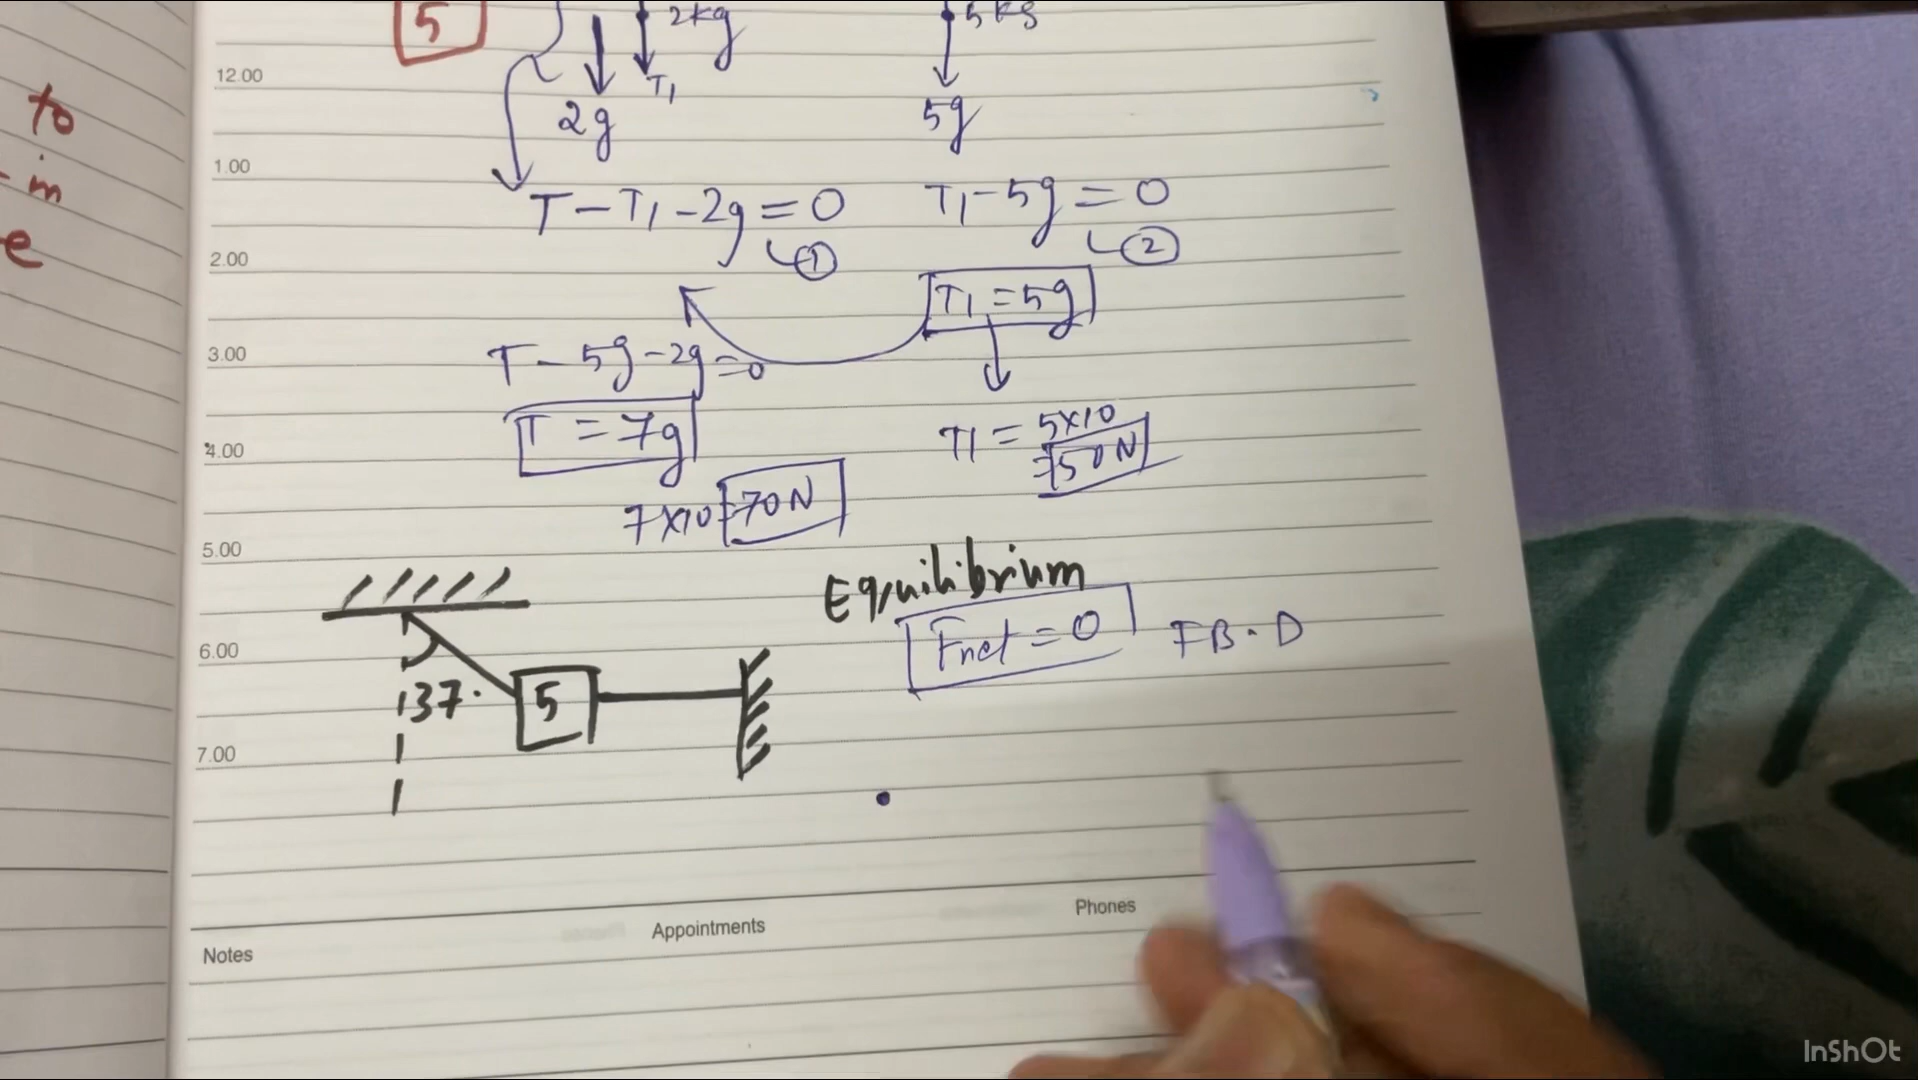 5
2kg
5kg
to
12.00
T1
2g
5g
in
1.00
T - T1 - 2g = 0
T1 - 5g = 0
e
2.00
1
2
T1 = 5g
3.00
T - 5g - 2g = 0
T = 7g
T1 = 5×10
4.00
= 50N
7×10 = 70N
5.00
Equilibrium
Fnet = 0
F B . D
6.00
37°
5
7.00
Notes
Appointments
Phones
InShOt